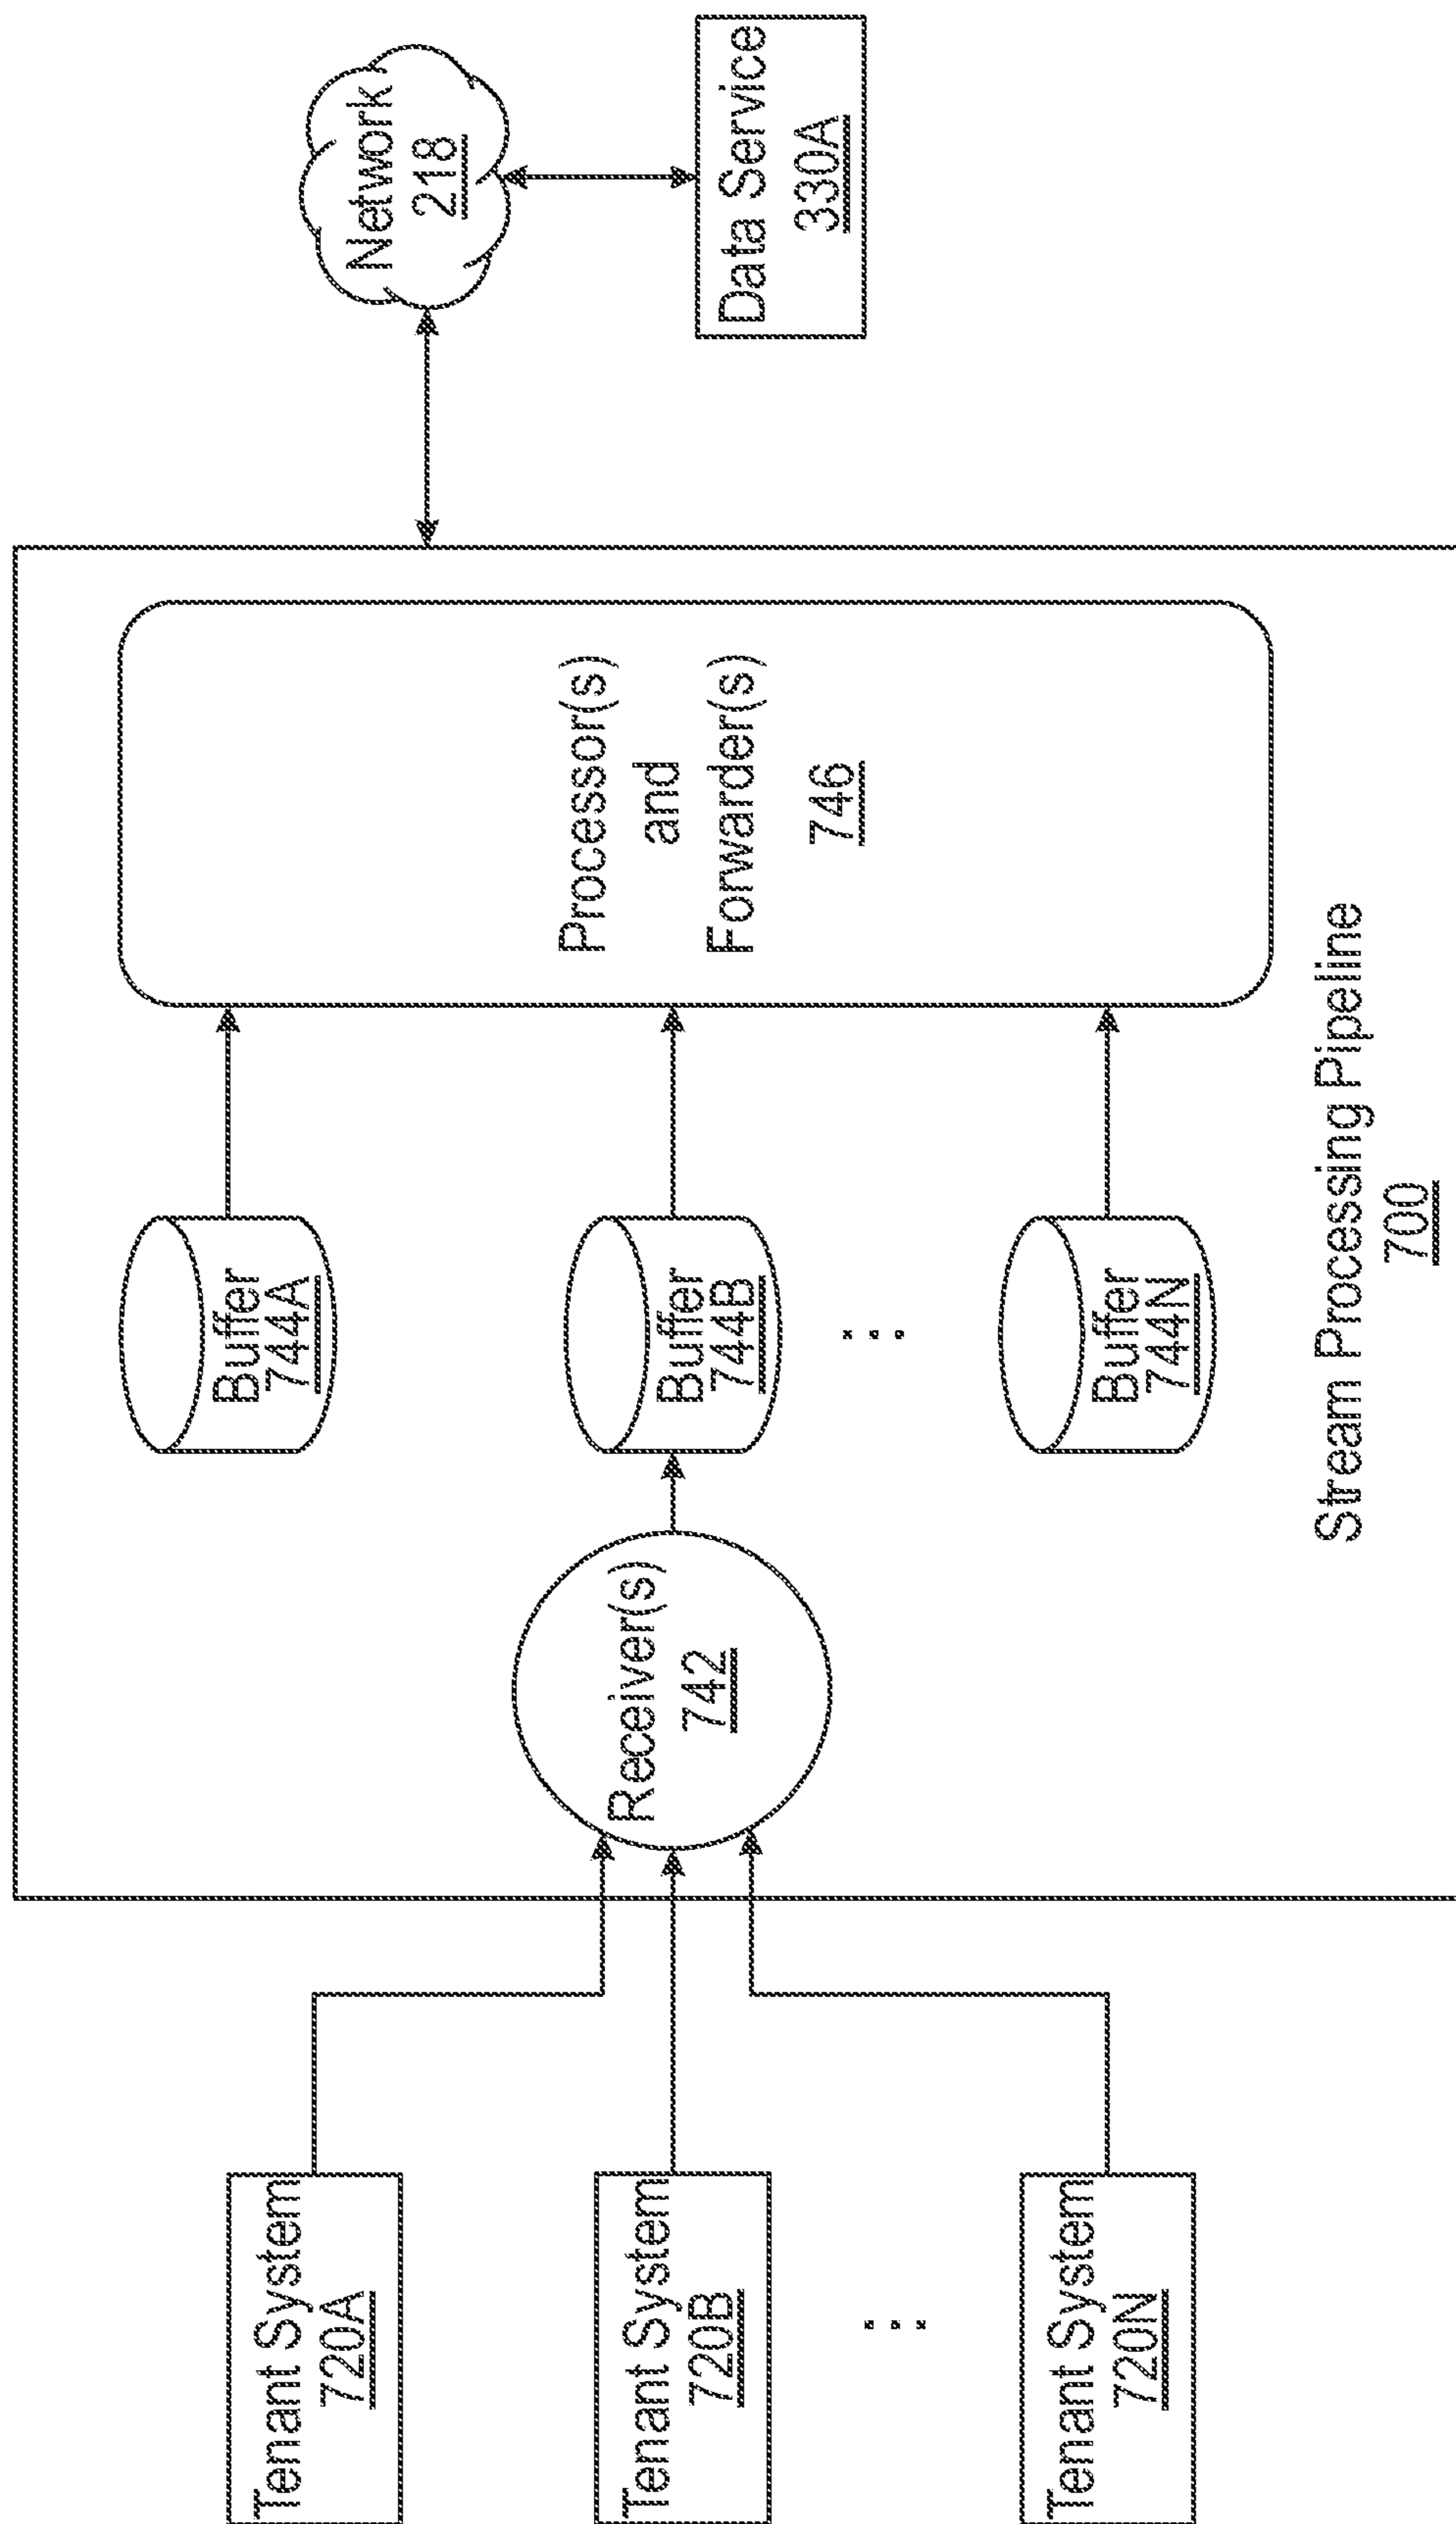 Tenant System
720A
Tenant System
720B
...
Tenant System
720N
Receiver(s)
742
Buffer
744A
Buffer
744B
...
Buffer
744N
Processor(s)
and
Forwarder(s)
746
Stream Processing Pipeline
700
Network
218
Data Service
330A